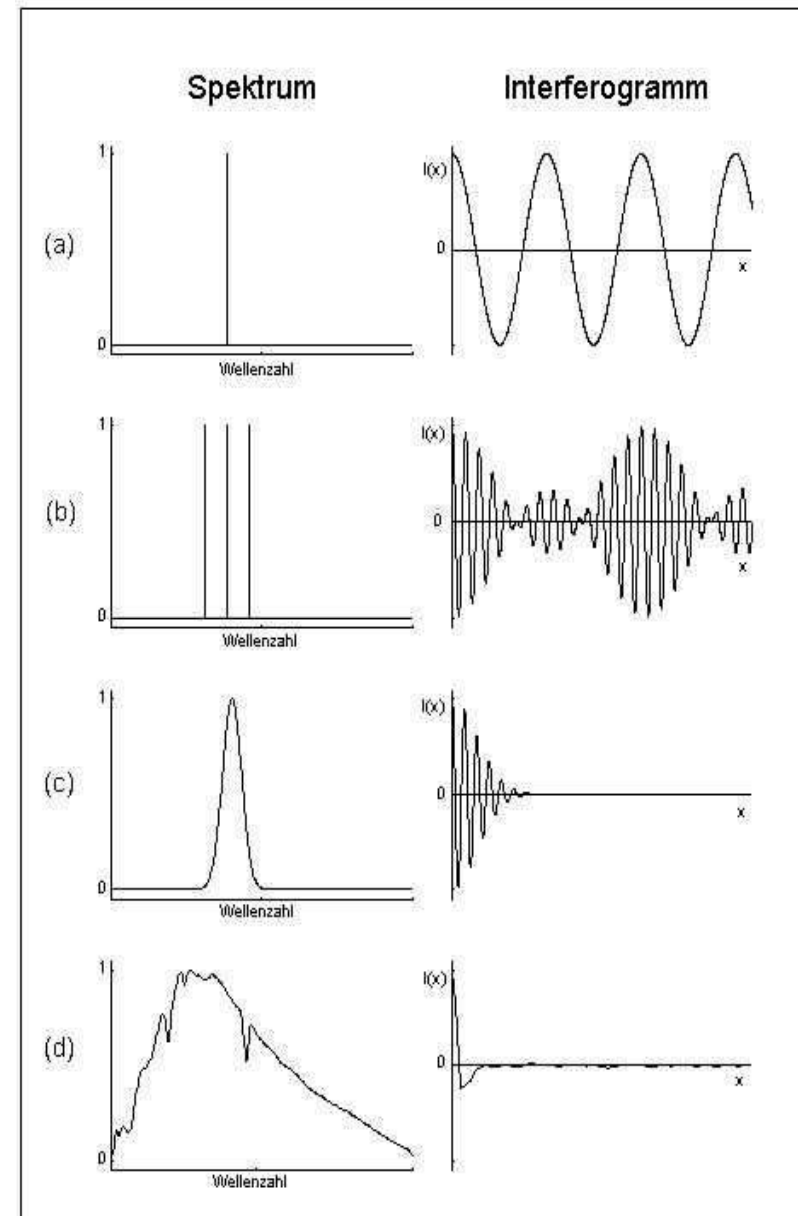 Spektrum Interferogramm
(a)
1
0
Wellenzahl
I(x)
0
x
(b)
1
0
Wellenzahl
I(x)
0
x
(c)
1
0
Wellenzahl
I(x)
0
x
(d)
1
0
Wellenzahl
I(x)
0
x